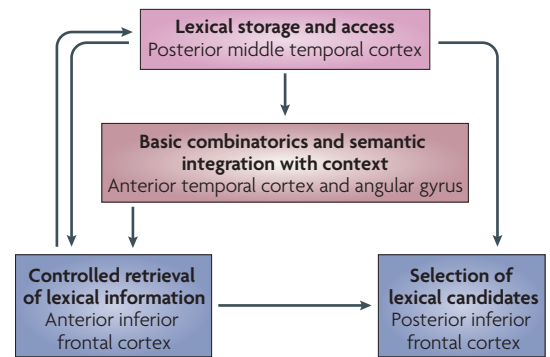 Lexical storage and access
Posterior middle temporal cortex
Basic combinatorics and semantic
integration with context
Anterior temporal cortex and angular gyrus
Controlled retrieval
of lexical information
Anterior inferior
frontal cortex
Selection of
lexical candidates
Posterior inferior
frontal cortex